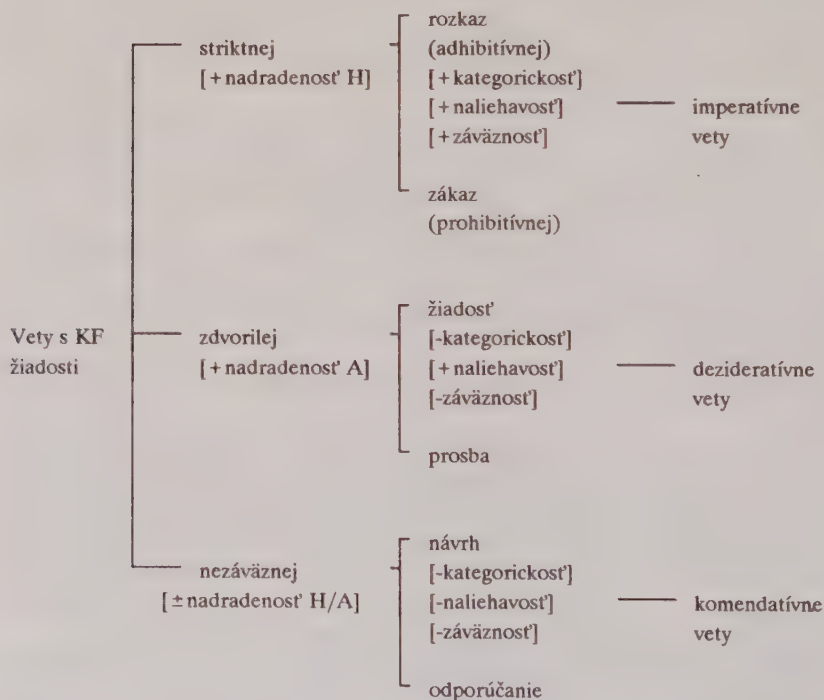 Vety s KF
žiadosti
striktnej
[+nadradenosť H]
rozkaz
(adhibitívnej)
[+kategorickosť]
[+naliehavosť]
[+záväznosť]
zákaz
(prohibitívnej)
imperatívne
vety
zdvorilej
[+nadradenosť A]
žiadosť
[-kategorickosť]
[+naliehavosť]
[-záväznosť]
prosba
dezideratívne
vety
nezáväznej
[±nadradenosť H/A]
návrh
[-kategorickosť]
[-naliehavosť]
[-záväznosť]
odporúčanie
komendatívne
vety